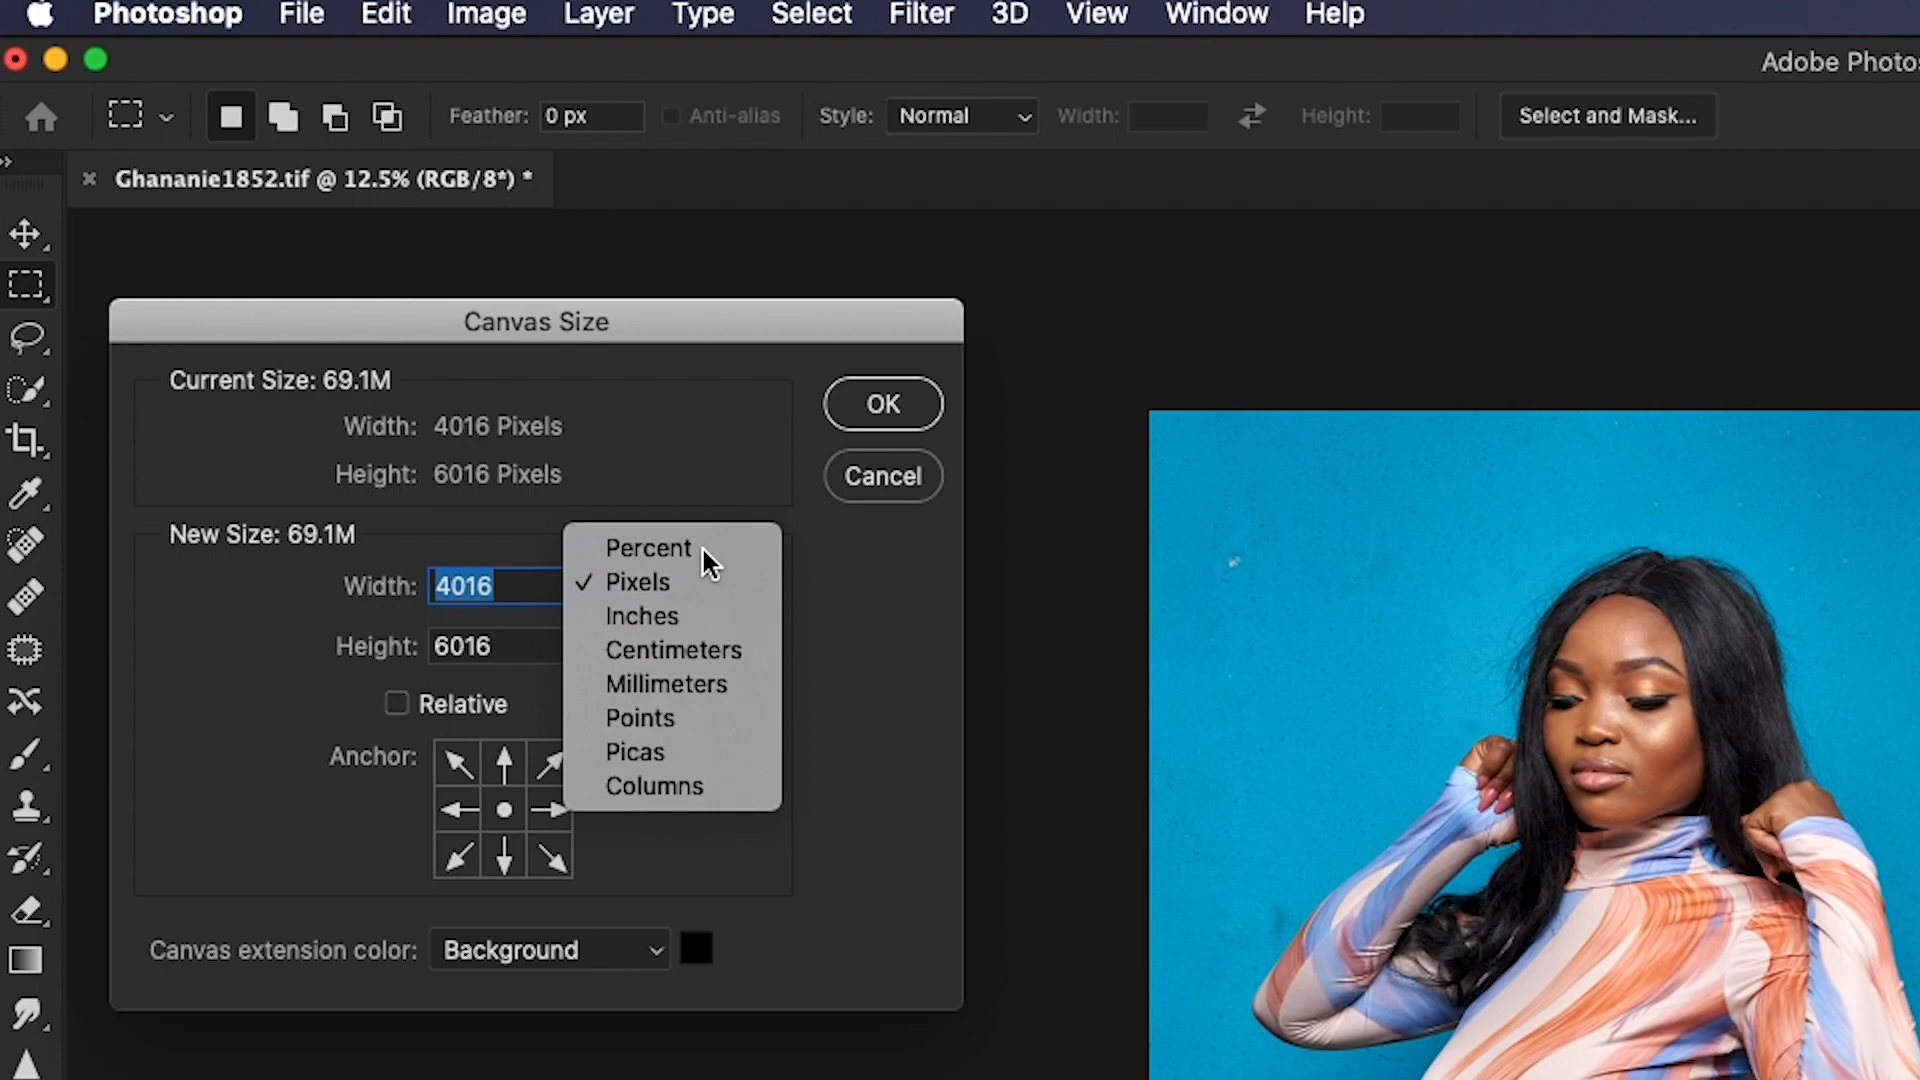 Photoshop File Edit Image Layer Type Select Filter 3D View Window Help
Adobe Photos
Feather: 0 px Anti-alias Style: Normal Width: Height: Select and Mask...
Ghananie1852.tif @ 12.5% (RGB/8*) *
Canvas Size
Current Size: 69.1M
Width: 4016 Pixels
Height: 6016 Pixels
OK
Cancel
New Size: 69.1M
Width: 4016
Height: 6016
Relative
Anchor:
Percent
Pixels
Inches
Centimeters
Millimeters
Points
Picas
Columns
Canvas extension color: Background